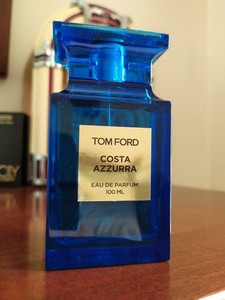 TOM FORD
COSTA
AZZURRA
EAU DE PARFUM
100 ML